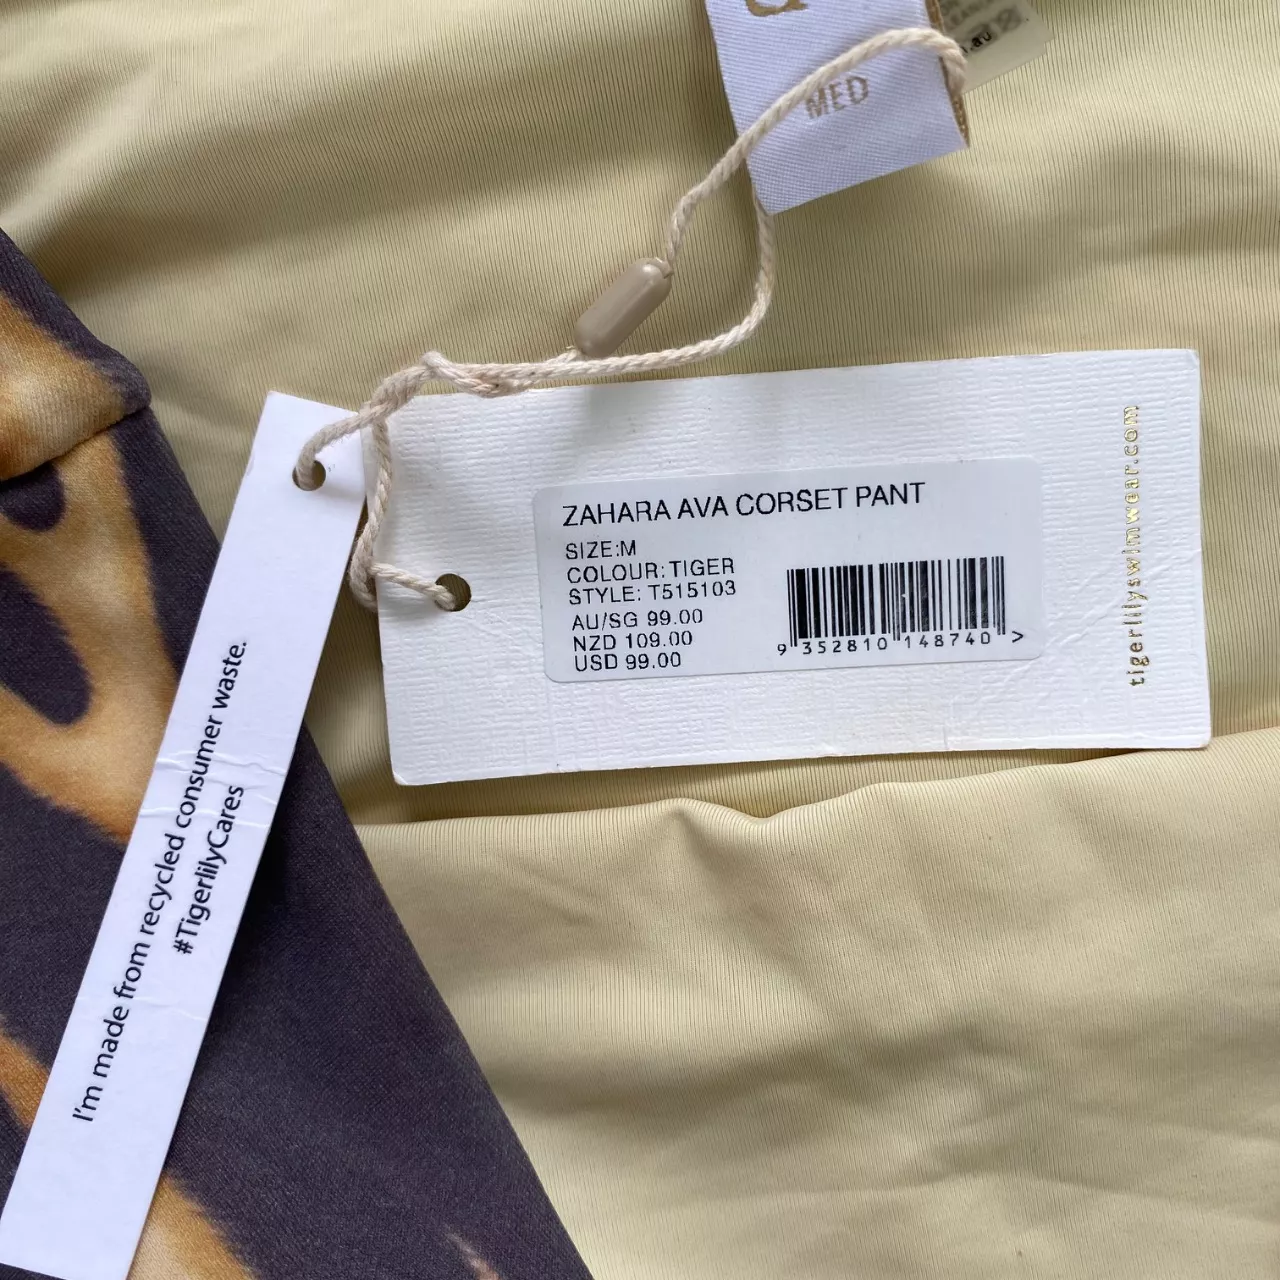 MED
ZAHARA AVA CORSET PANT
SIZE:M
COLOUR: TIGER
STYLE: T515103
AU/SG 99.00
NZD 109.00
USD 99.00
9 352810 148740 >
tigerlilyswimwear.com
I'm made from recycled consumer waste.
#TigerlilyCares